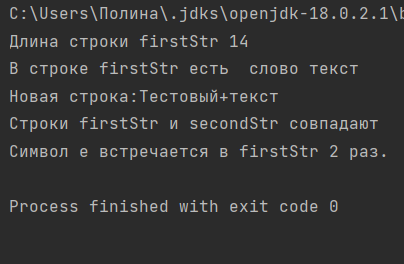 C:\Users\Полина\.jdks\openjdk-18.0.2.1\b
Длина строки firstStr 14
В строке firstStr есть  слово текст
Новая строка:Тестовый+текст
Строки firstStr и secondStr совпадают
Символ е встречается в firstStr 2 раз.
Process finished with exit code 0